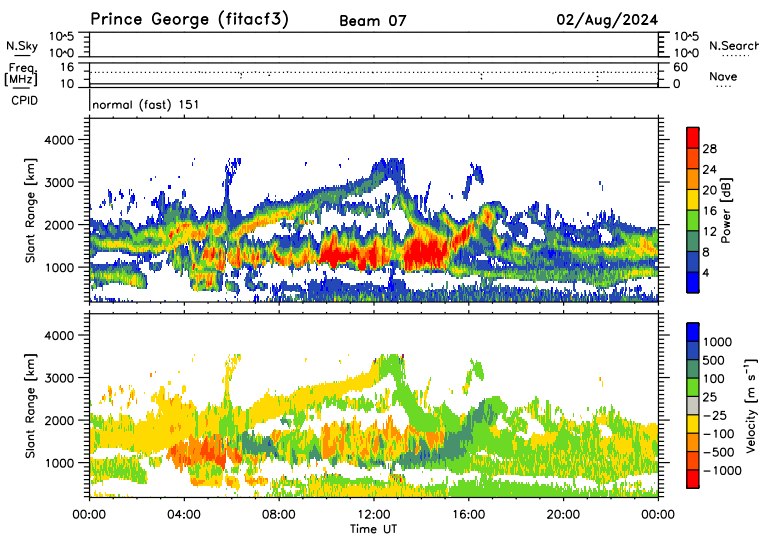 Prince George (fitacf3) Beam 07 02/Aug/2024
10^5 10^5
N.Sky N.Search
10^0 10^0
Freq. 16 60
[MHz] Nave
10 0
CPID normal (fast) 151
4000
3000
2000
1000
Slant Range [km]
28
24
20
16
12
8
4
Power [dB]
4000
3000
2000
1000
Slant Range [km]
1000
500
100
25
-25
-100
-500
-1000
Velocity [m s⁻¹]
00:00 04:00 08:00 12:00 16:00 20:00 00:00
Time UT